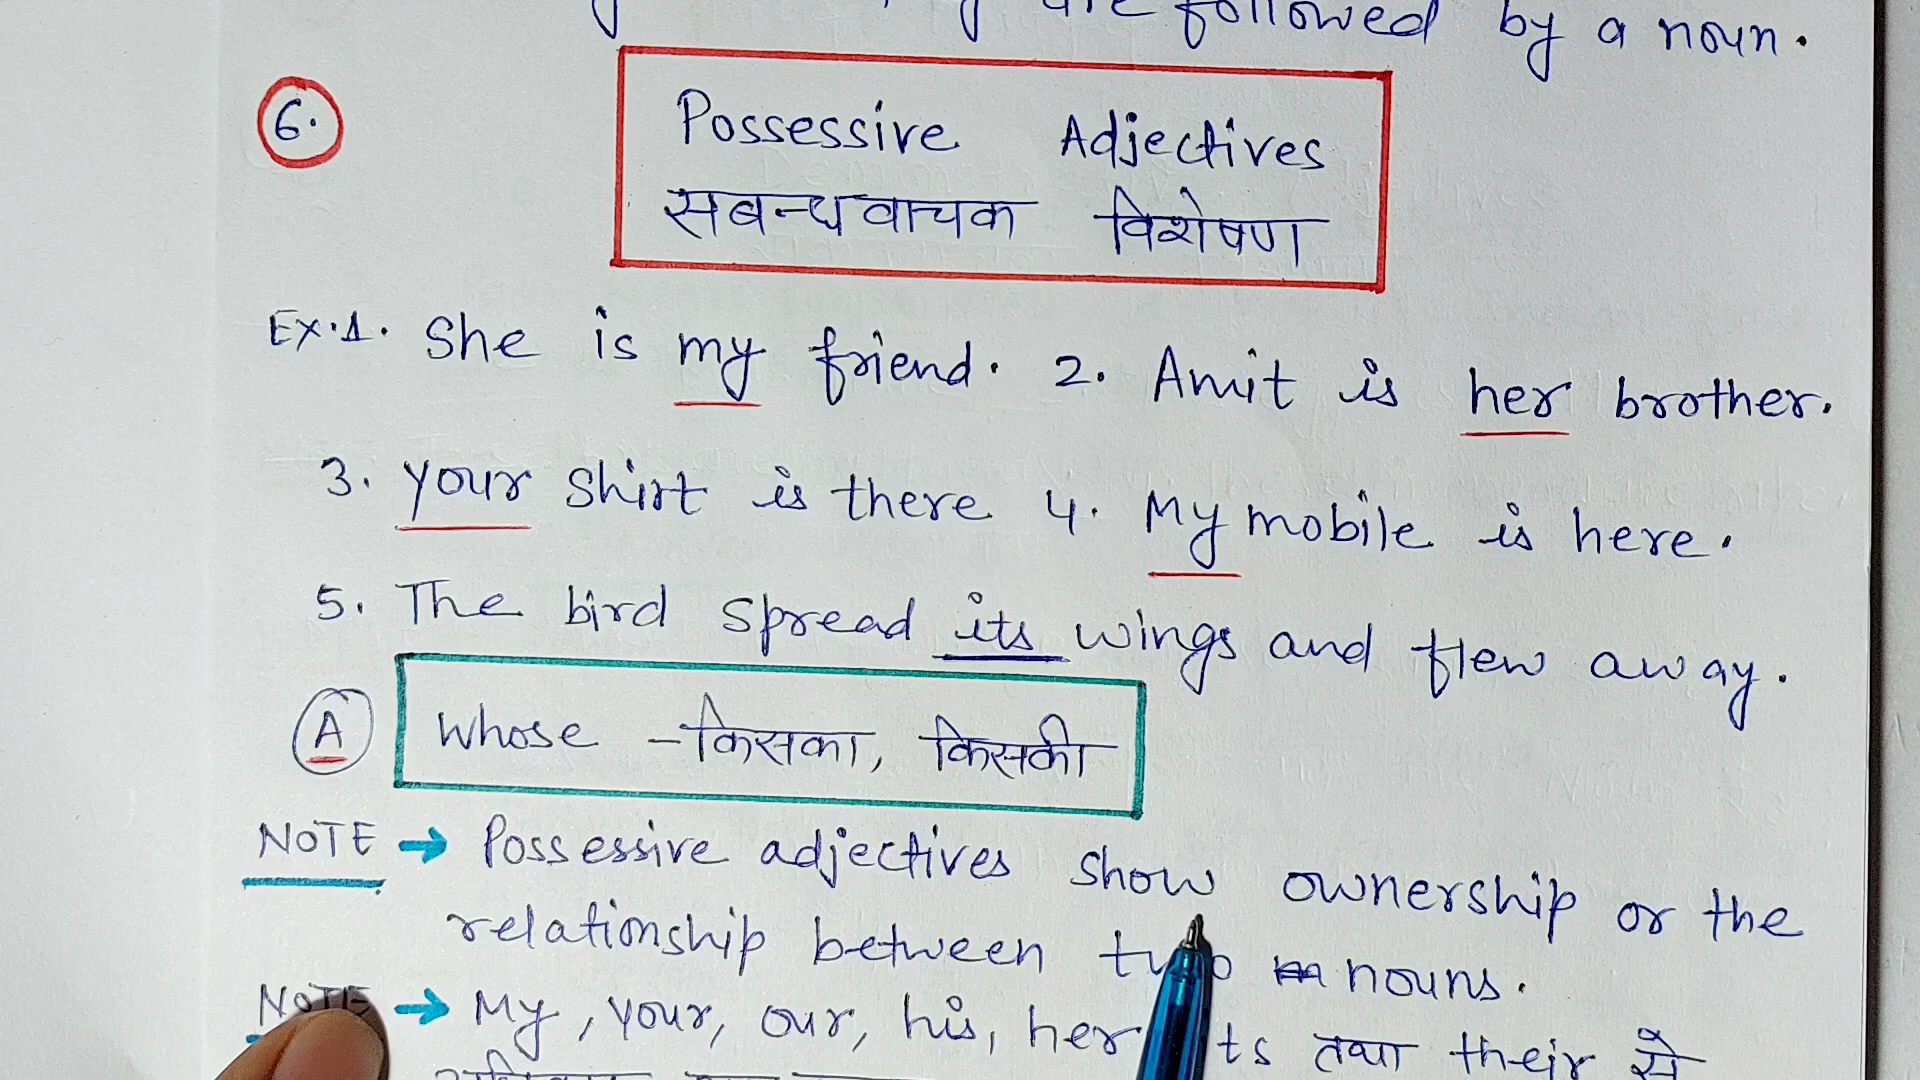 are followed by a noun.
6.
Possessive Adjectives
सबन्धवाचक विशेषण
Ex.1. She is my friend. 2. Amit is her brother.
3. Your shirt is there 4. My mobile is here.
5. The bird spread its wings and flew away.
A Whose - किसका, किसकी
NOTE → Possessive adjectives show ownership or the
relationship between two nouns.
NOTE → My, your, our, his, her its तथा their से